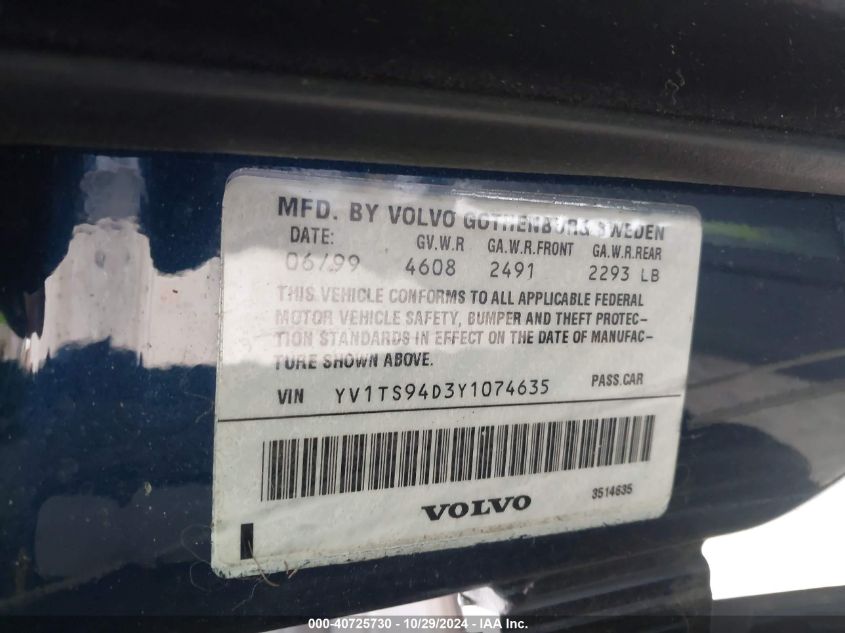 MFD. BY VOLVO GOTHENBURG SWEDEN
DATE: GV.W.R GA.W.R.FRONT GA.W.R.REAR
06/99 4608 2491 2293 LB
THIS VEHICLE CONFORMS TO ALL APPLICABLE FEDERAL
MOTOR VEHICLE SAFETY, BUMPER AND THEFT PROTEC-
TION STANDARDS IN EFFECT ON THE DATE OF MANUFAC-
TURE SHOWN ABOVE.
VIN YV1TS94D3Y1074635 PASS.CAR
VOLVO 3514635
000-40725730 - 10/29/2024 - IAA Inc.